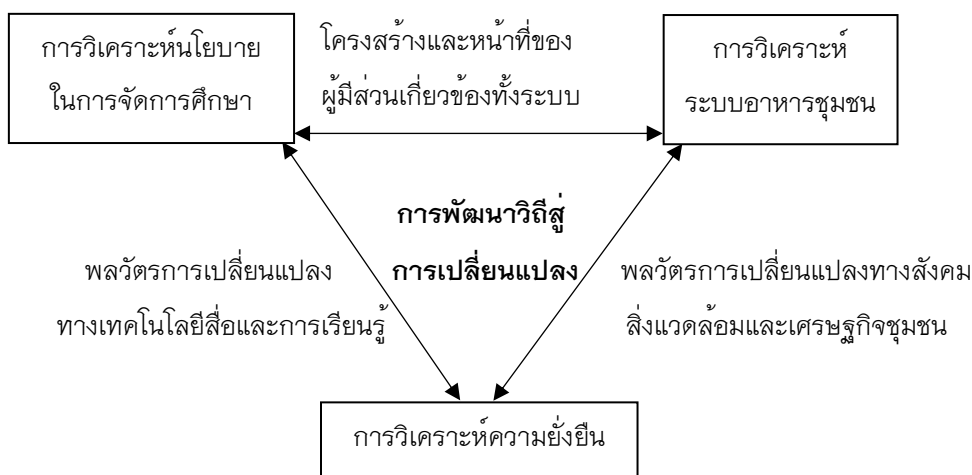 การวิเคราะห์นโยบาย
ในการจัดการศึกษา
โครงสร้างและหน้าที่ของ
ผู้มีส่วนเกี่ยวข้องทั้งระบบ
การวิเคราะห์
ระบบอาหารชุมชน
การพัฒนาวิถีสู่
การเปลี่ยนแปลง
พลวัตรการเปลี่ยนแปลง
ทางเทคโนโลยีสื่อและการเรียนรู้
พลวัตรการเปลี่ยนแปลงทางสังคม
สิ่งแวดล้อมและเศรษฐกิจชุมชน
การวิเคราะห์ความยั่งยืน